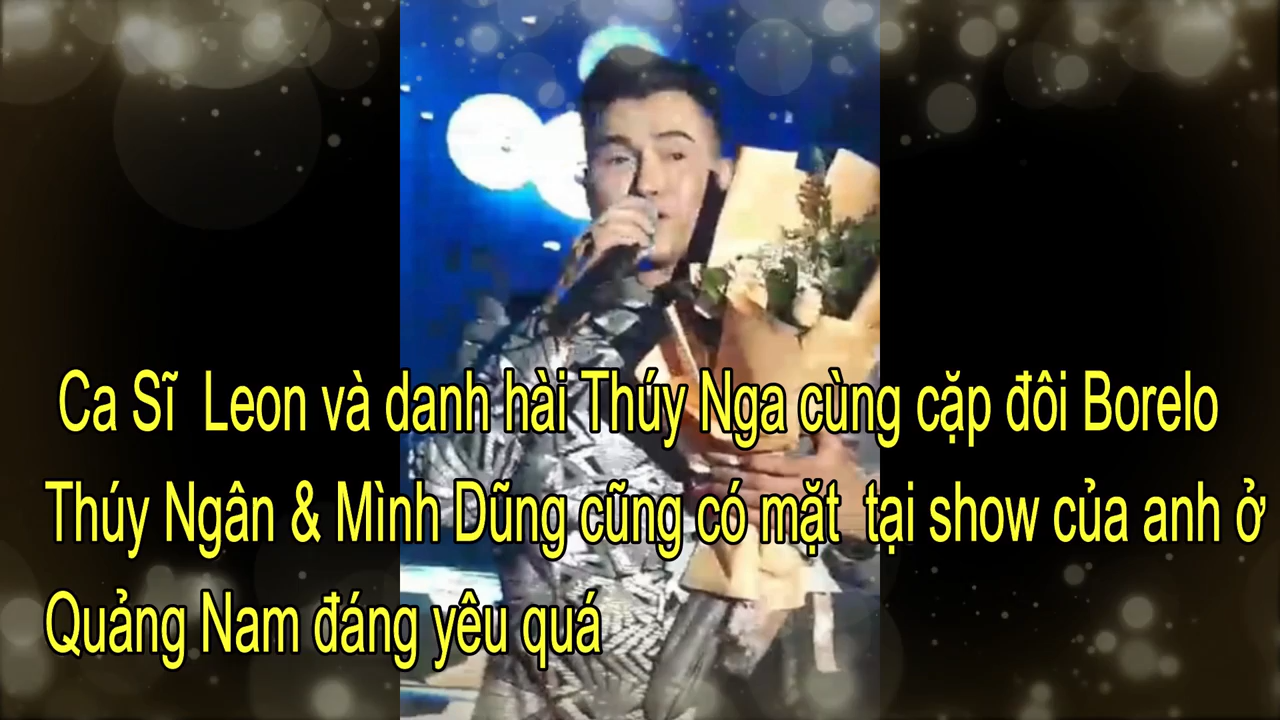 Ca Sĩ Leon và danh hài Thúy Nga cùng cặp đôi Borelo
Thúy Ngân & Mình Dũng cũng có mặt tại show của anh ở
Quảng Nam đáng yêu quá